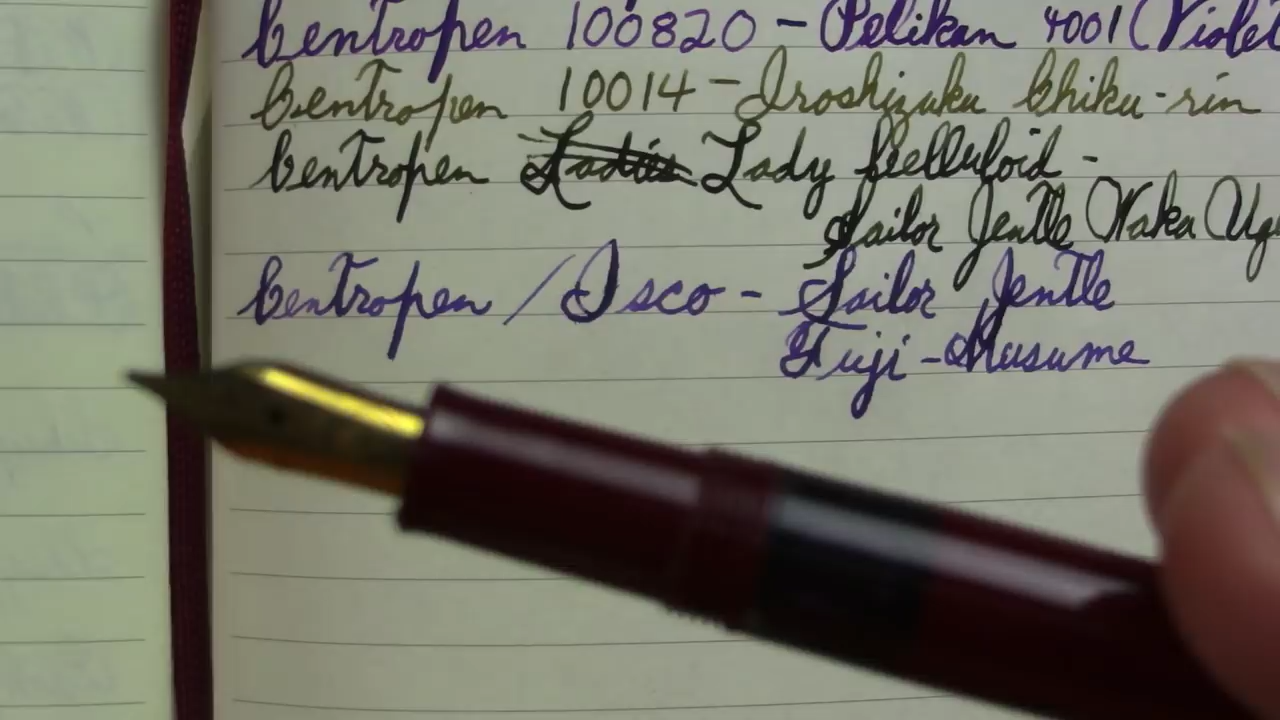 Centropen 100820 - Pelikan 4001 (Violet
Centropen 10014 - Iroshizuku Chiku-rin
Centropen Ladies Lady Celluloid -
Sailor Jentle Waka Ug
Centropen / Isco - Sailor Jentle
Fuji-Musume